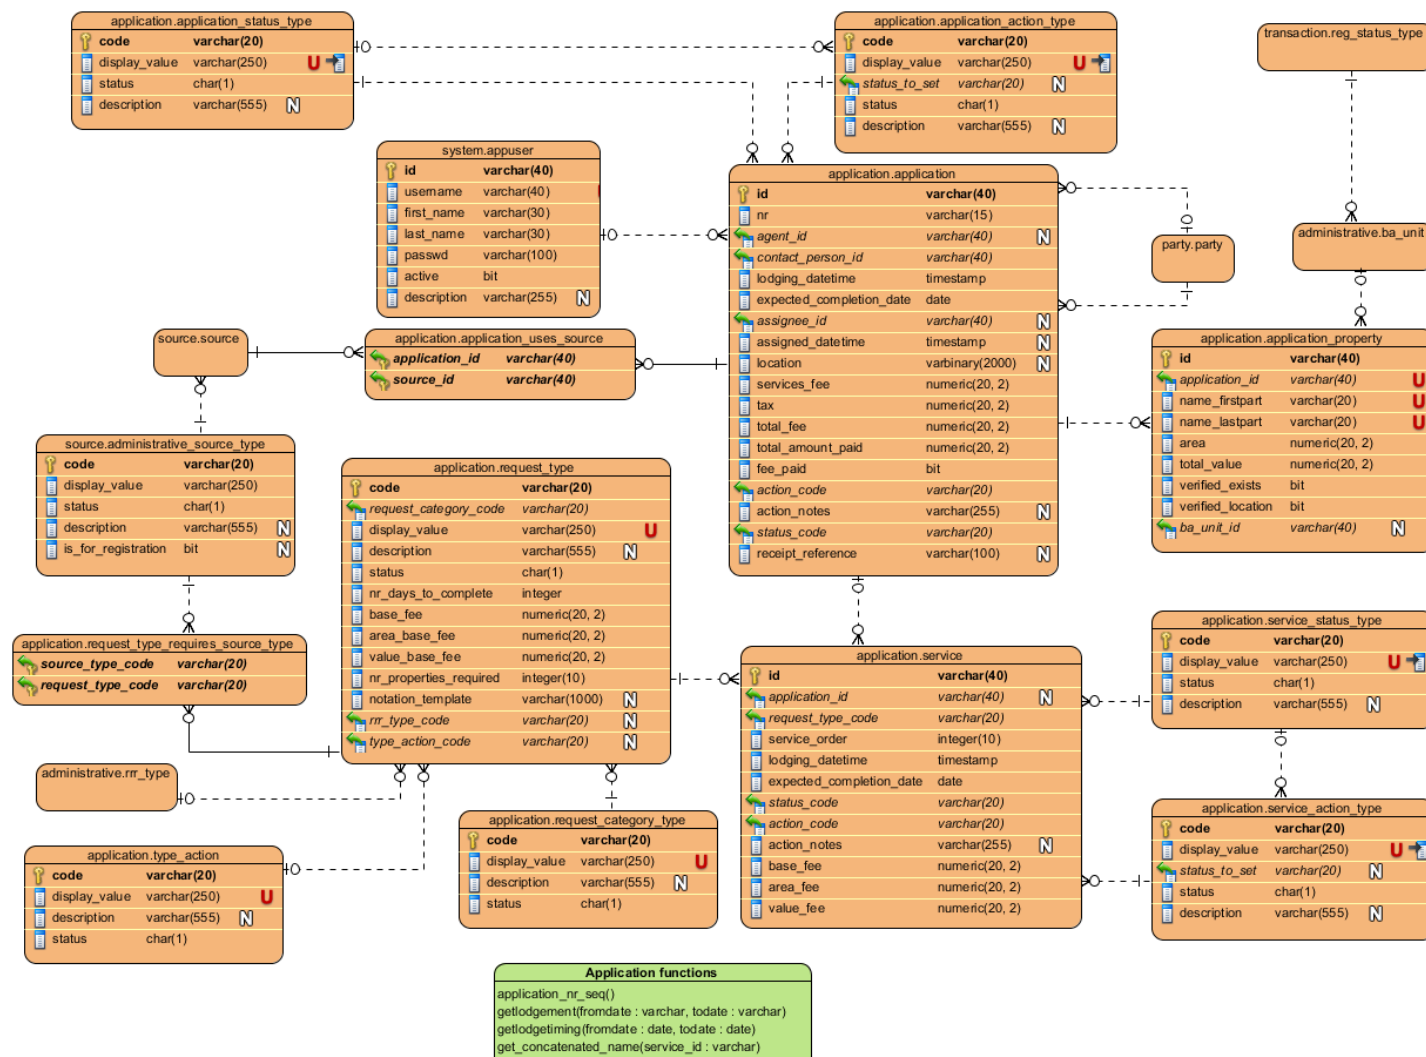 application.application_status_type
code varchar(20)
display_value varchar(250) U
status char(1)
description varchar(555) N
application.application_action_type
code varchar(20)
display_value varchar(250) U
status_to_set varchar(20) N
status char(1)
description varchar(555) N
transaction.reg_status_type
system.appuser
id varchar(40)
username varchar(40)
first_name varchar(30)
last_name varchar(30)
passwd varchar(100)
active bit
description varchar(255) N
application.application
id varchar(40)
nr varchar(15)
agent_id varchar(40) N
contact_person_id varchar(40)
lodging_datetime timestamp
expected_completion_date date
assignee_id varchar(40) N
assigned_datetime timestamp N
location varbinary(2000) N
services_fee numeric(20, 2)
tax numeric(20, 2)
total_fee numeric(20, 2)
total_amount_paid numeric(20, 2)
fee_paid bit
action_code varchar(20)
action_notes varchar(255) N
status_code varchar(20)
receipt_reference varchar(100) N
party.party
administrative.ba_unit
source.source
application.application_uses_source
application_id varchar(40)
source_id varchar(40)
application.application_property
id varchar(40)
application_id varchar(40) U
name_firstpart varchar(20) U
name_lastpart varchar(20) U
area numeric(20, 2)
total_value numeric(20, 2)
verified_exists bit
verified_location bit
ba_unit_id varchar(40) N
source.administrative_source_type
code varchar(20)
display_value varchar(250)
status char(1)
description varchar(555) N
is_for_registration bit N
application.request_type
code varchar(20)
request_category_code varchar(20)
display_value varchar(250) U
description varchar(555) N
status char(1)
nr_days_to_complete integer
base_fee numeric(20, 2)
area_base_fee numeric(20, 2)
value_base_fee numeric(20, 2)
nr_properties_required integer(10)
notation_template varchar(1000) N
rrr_type_code varchar(20) N
type_action_code varchar(20) N
application.request_type_requires_source_type
source_type_code varchar(20)
request_type_code varchar(20)
administrative.rrr_type
application.service
id varchar(40)
application_id varchar(40) N
request_type_code varchar(20)
service_order integer(10)
lodging_datetime timestamp
expected_completion_date date
status_code varchar(20)
action_code varchar(20)
action_notes varchar(255) N
base_fee numeric(20, 2)
area_fee numeric(20, 2)
value_fee numeric(20, 2)
application.service_status_type
code varchar(20)
display_value varchar(250) U
status char(1)
description varchar(555) N
application.service_action_type
code varchar(20)
display_value varchar(250) U
status_to_set varchar(20) N
status char(1)
description varchar(555) N
application.request_category_type
code varchar(20)
display_value varchar(250) U
description varchar(555) N
status char(1)
application.type_action
code varchar(20)
display_value varchar(250) U
description varchar(555) N
status char(1)
Application functions
application_nr_seq()
getlodgement(fromdate : varchar, todate : varchar)
getlodgetiming(fromdate : date, todate : date)
get_concatenated_name(service_id : varchar)